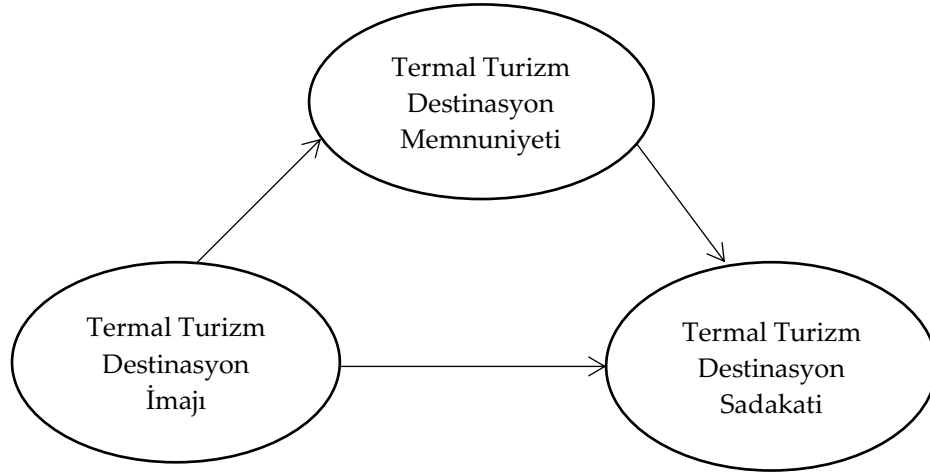 Termal Turizm
Destinasyon
Memnuniyeti
Termal Turizm
Destinasyon
İmajı
Termal Turizm
Destinasyon
Sadakati